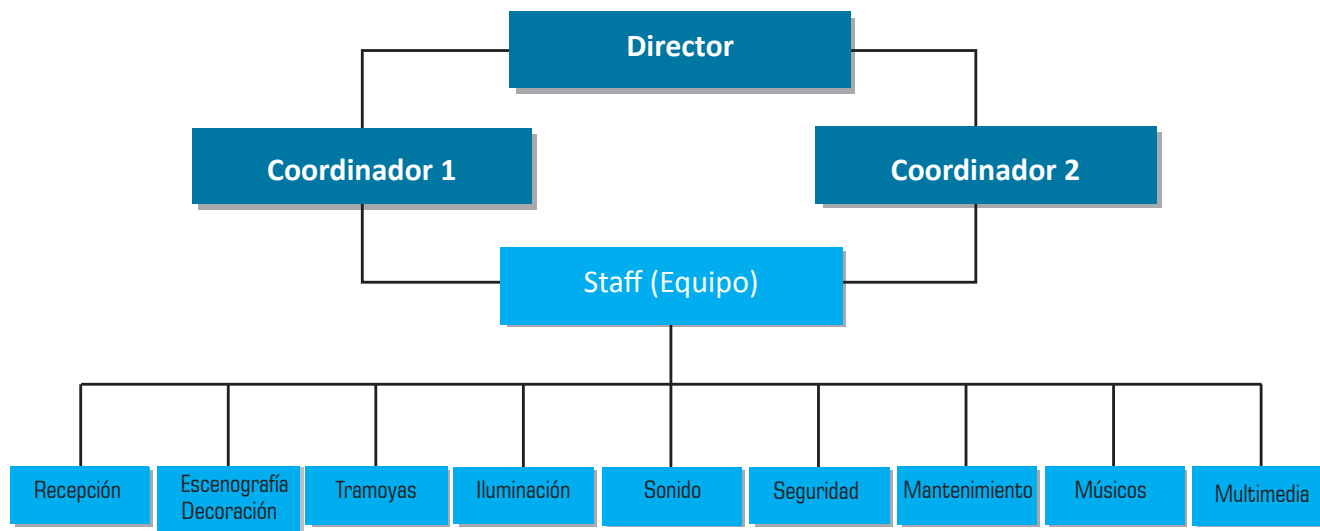 Director
Coordinador 1
Coordinador 2
Staff (Equipo)
Recepción
Escenografía
Decoración
Tramoyas
Iluminación
Sonido
Seguridad
Mantenimiento
Músicos
Multimedia